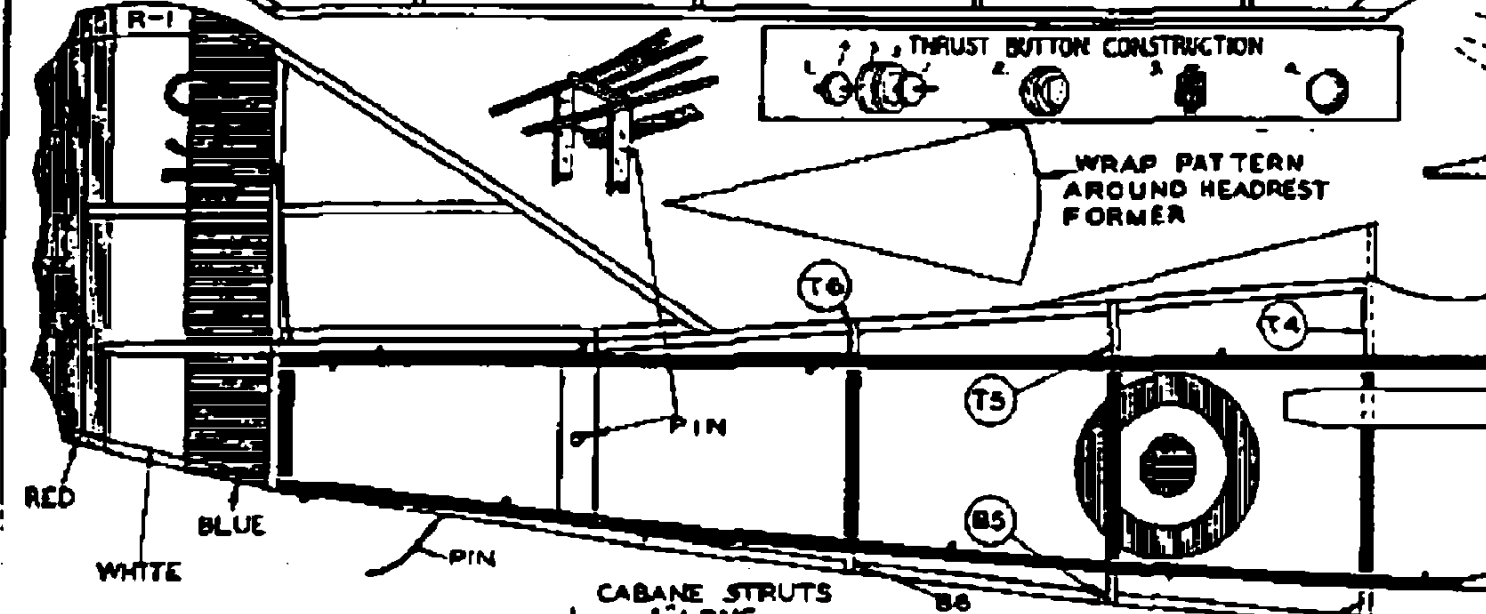 R-1
THRUST BUTTON CONSTRUCTION
1.
2.
3.
4.
WRAP PATTERN
AROUND HEADREST
FORMER
T6
T4
T5
PIN
RED
BLUE
B5
WHITE
PIN
CABANE STRUTS
B6